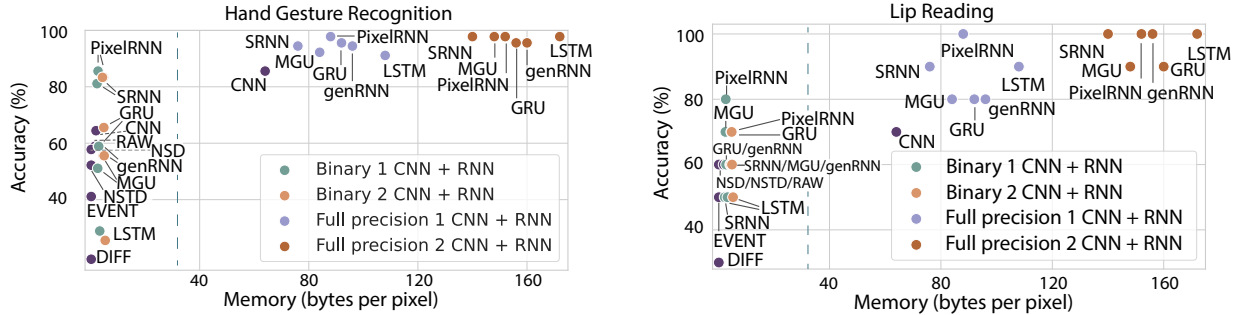 Hand Gesture Recognition
Accuracy (%)
100
80
60
40
PixelRNN
SRNN
GRU
CNN
RAW
NSD
genRNN
MGU
NSTD
EVENT
LSTM
DIFF
SRNN
PixelRNN
MGU
GRU
genRNN
LSTM
CNN
SRNN
MGU
PixelRNN
GRU
genRNN
LSTM
Binary 1 CNN + RNN
Binary 2 CNN + RNN
Full precision 1 CNN + RNN
Full precision 2 CNN + RNN
40
80
120
160
Memory (bytes per pixel)
Lip Reading
Accuracy (%)
100
80
60
40
PixelRNN
MGU
PixelRNN
GRU
GRU/genRNN
SRNN/MGU/genRNN
NSD/NSTD/RAW
LSTM
SRNN
EVENT
DIFF
PixelRNN
SRNN
LSTM
MGU
GRU
genRNN
CNN
SRNN
MGU
PixelRNN
genRNN
GRU
LSTM
Binary 1 CNN + RNN
Binary 2 CNN + RNN
Full precision 1 CNN + RNN
Full precision 2 CNN + RNN
40
80
120
160
Memory (bytes per pixel)